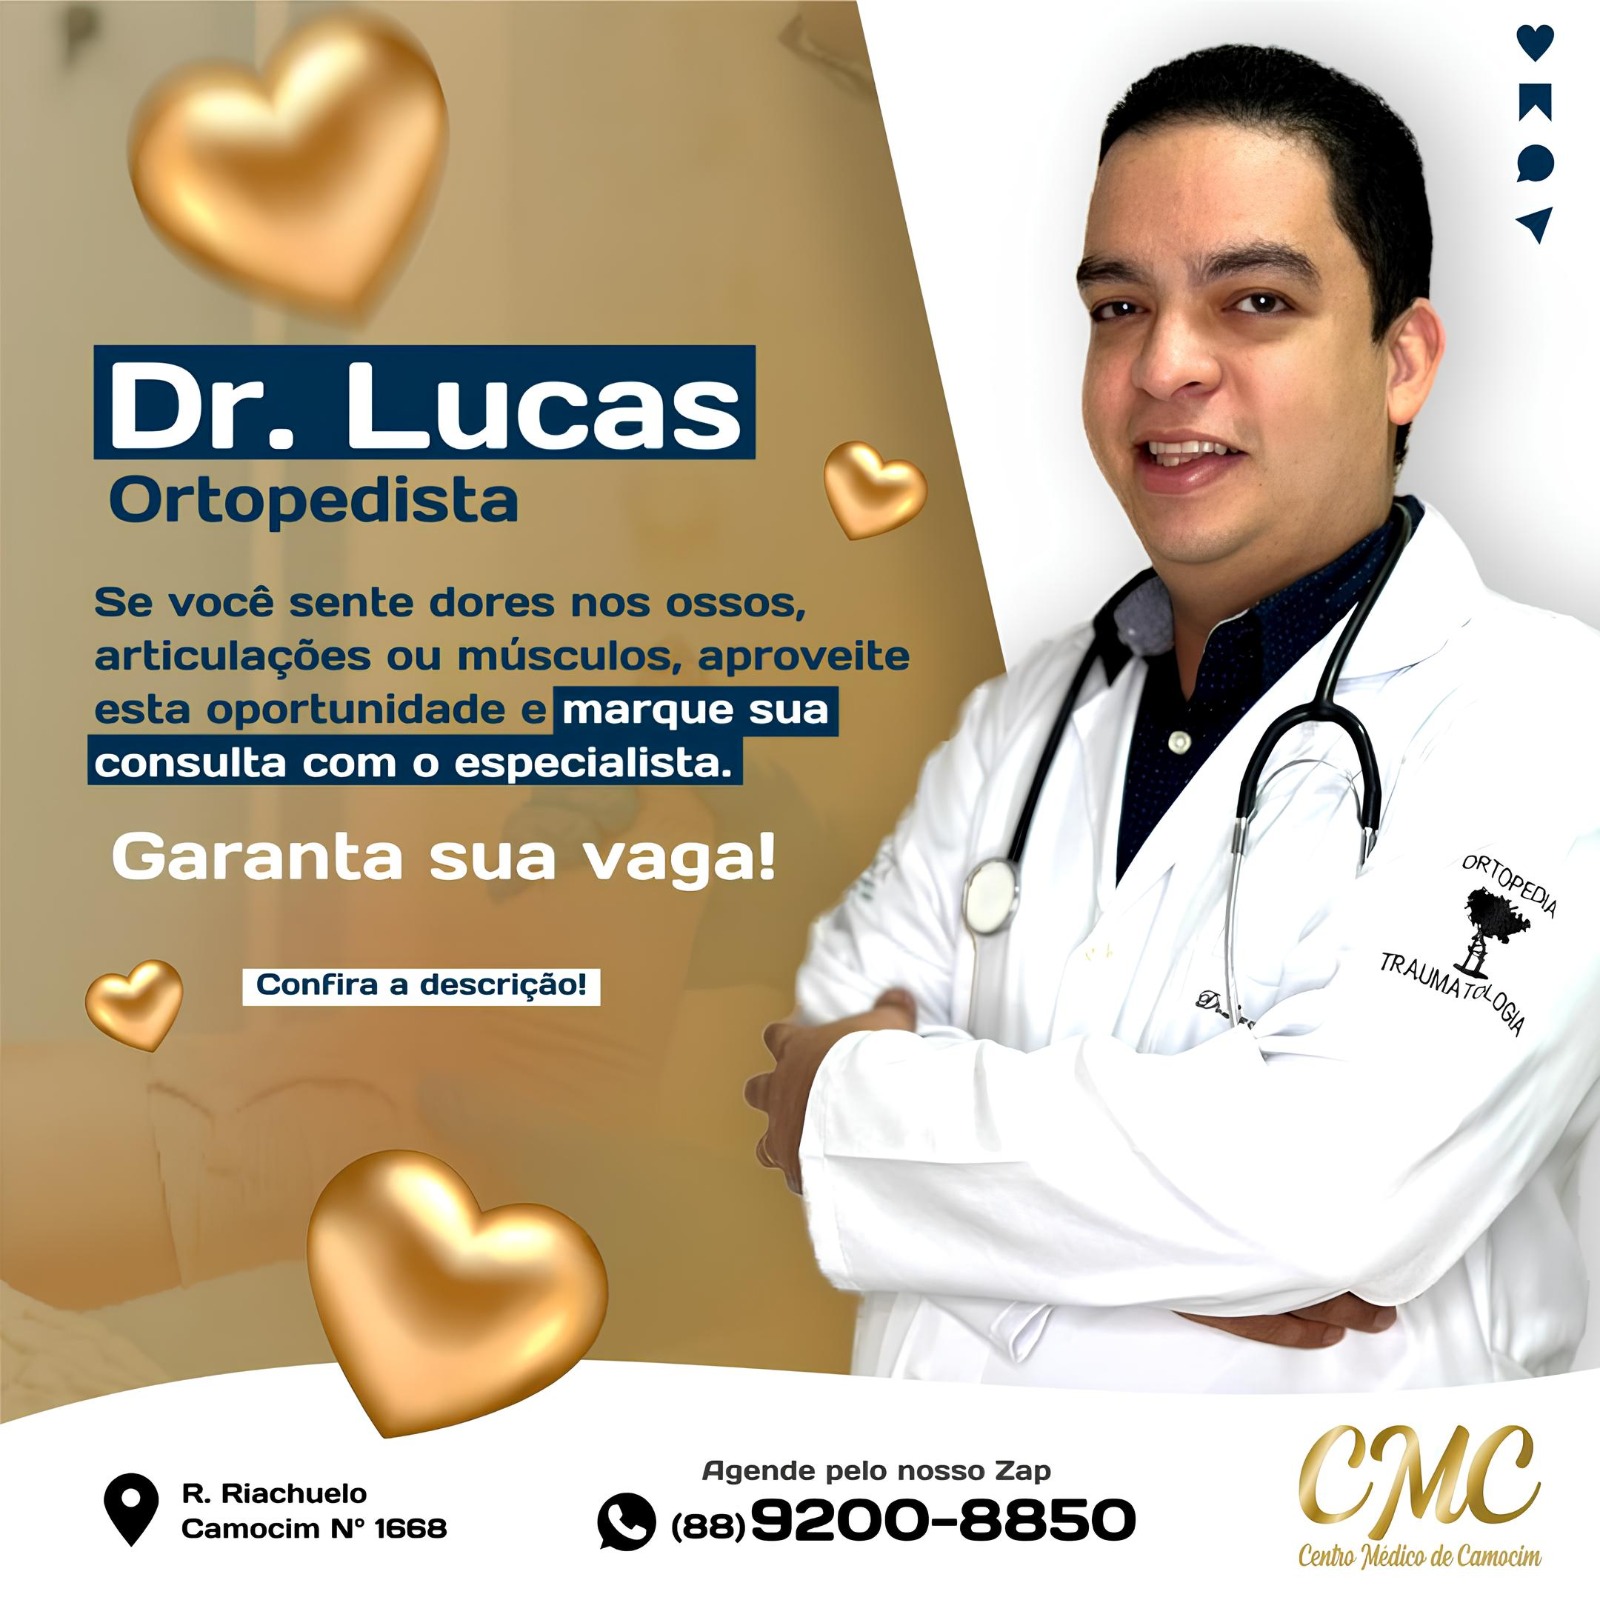 Dr. Lucas
Ortopedista
Se você sente dores nos ossos,
articulações ou músculos, aproveite
esta oportunidade e marque sua
consulta com o especialista.
Garanta sua vaga!
Confira a descrição!
ORTOPEDIA
TRAUMATOLOGIA
Dr.
R. Riachuelo
Camocim Nº 1668
Agende pelo nosso Zap
(88) 9200-8850
CMC
Centro Médico de Camocim